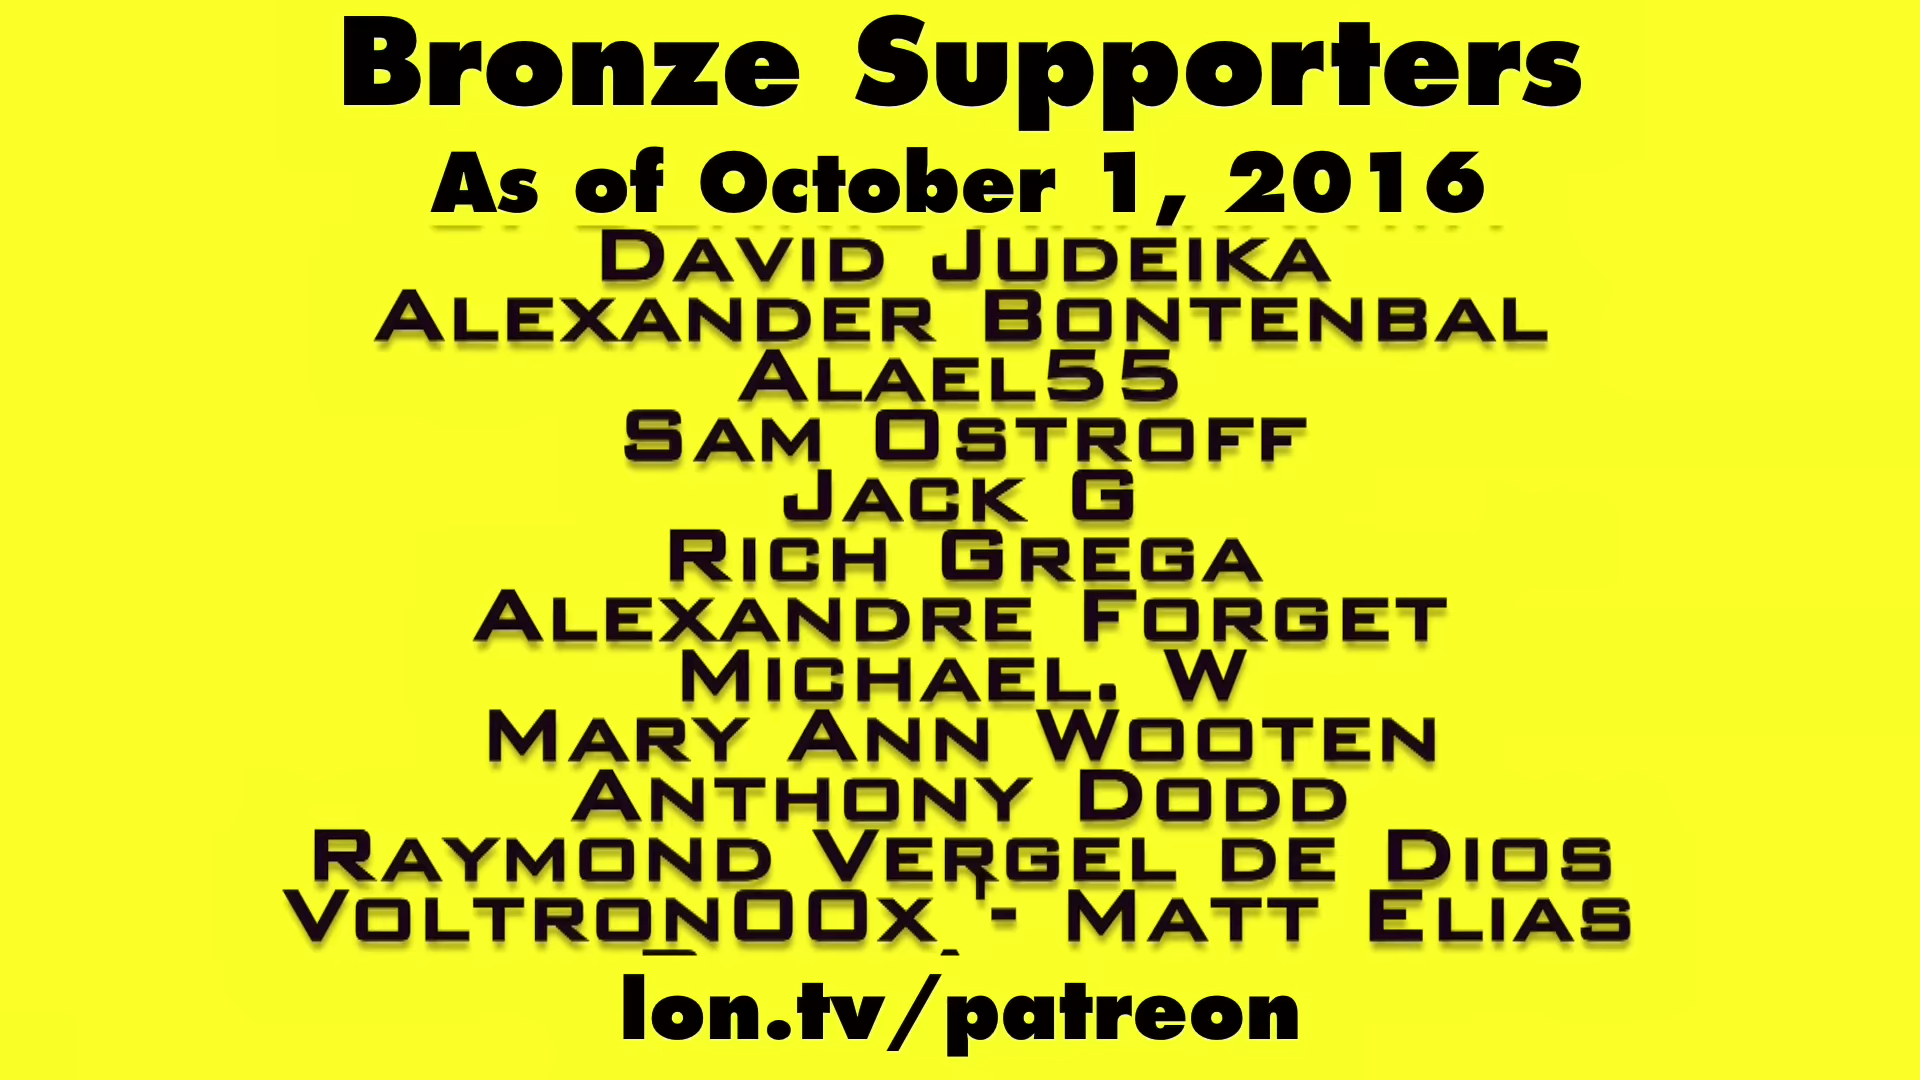 Bronze Supporters
As of October 1, 2016
David Judeika
Alexander Bontenbal
Alael55
Sam Ostroff
Jack G
Rich Grega
Alexandre Forget
Michael. W
Mary Ann Wooten
Anthony Dodd
Raymond Vergel de Dios
Voltron00x - Matt Elias
lon.tv/patreon